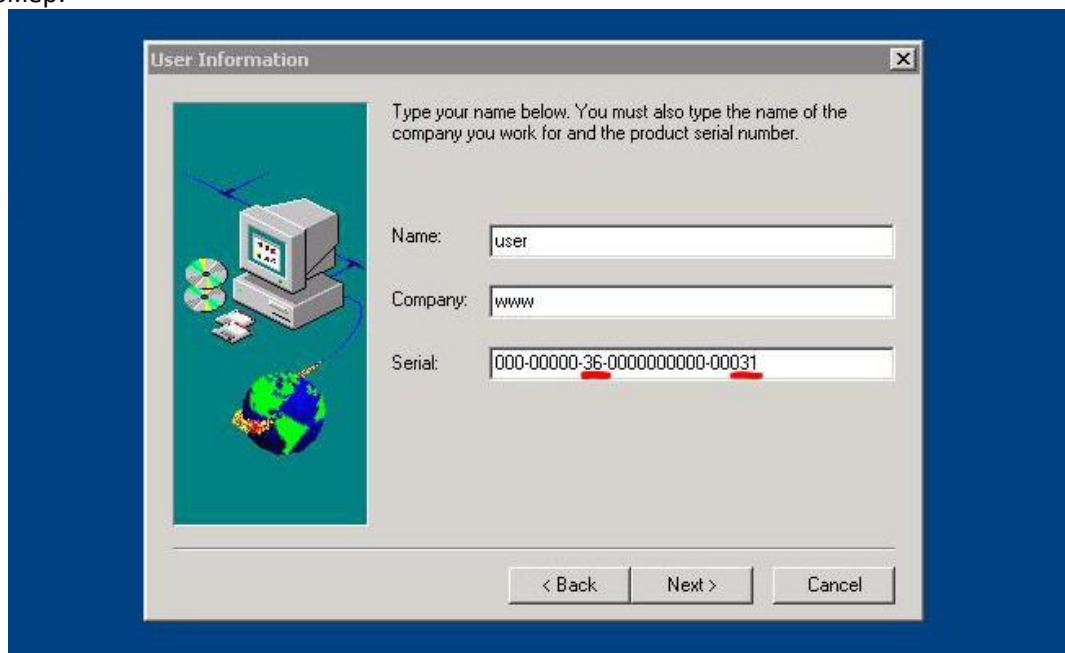 User Information
Type your name below. You must also type the name of the
company you work for and the product serial number.
Name:
user
Company:
www
Serial:
000-00000-36-0000000000-00031
< Back
Next >
Cancel